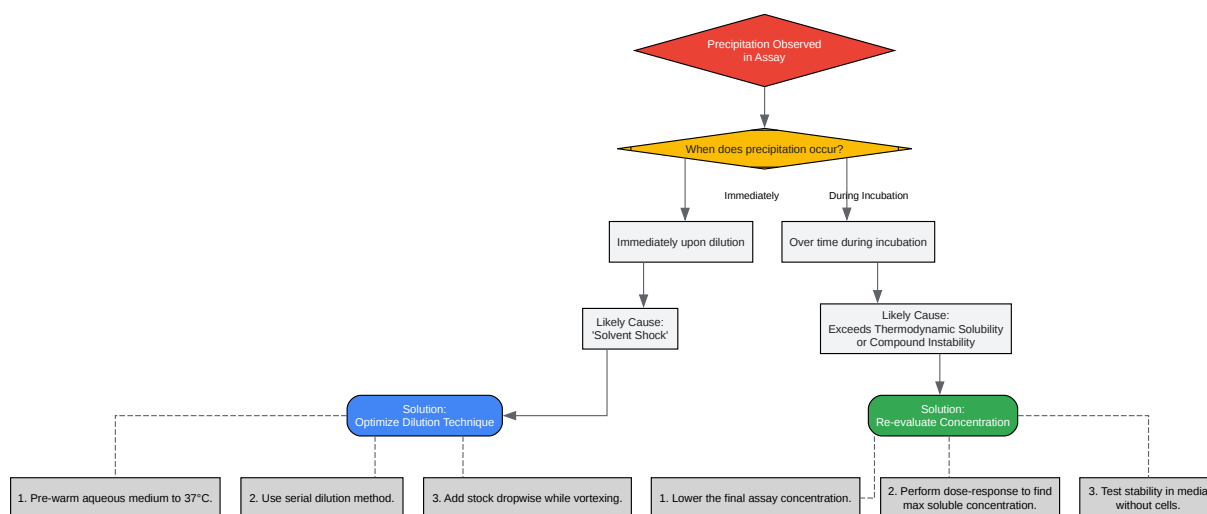 Precipitation Observed
in Assay
When does precipitation occur?
Immediately
During Incubation
Immediately upon dilution
Over time during incubation
Likely Cause:
'Solvent Shock'
Likely Cause:
Exceeds Thermodynamic Solubility
or Compound Instability
Solution:
Optimize Dilution Technique
Solution:
Re-evaluate Concentration
1. Pre-warm aqueous medium to 37°C.
2. Use serial dilution method.
3. Add stock dropwise while vortexing.
1. Lower the final assay concentration.
2. Perform dose-response to find
max soluble concentration.
3. Test stability in media
without cells.